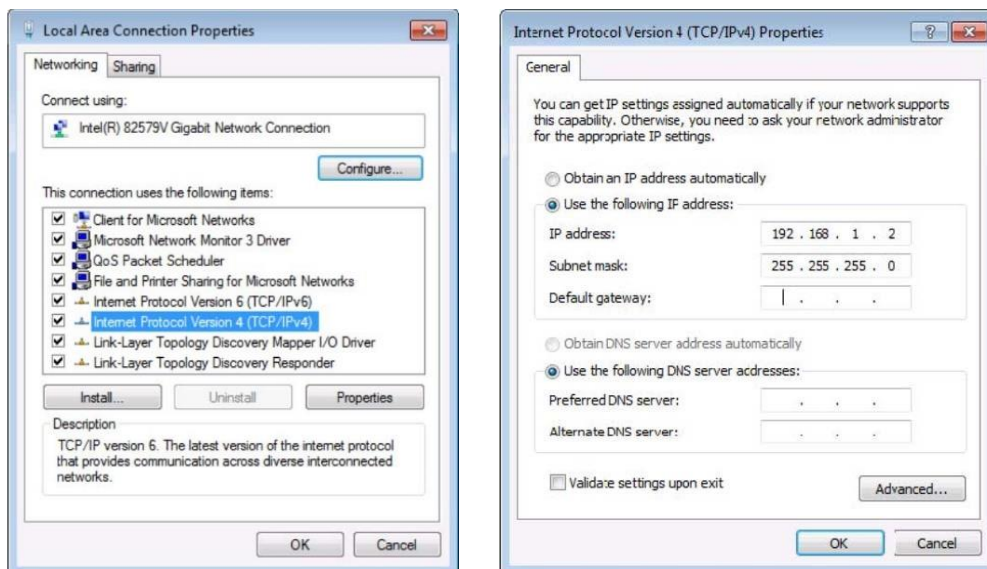 Local Area Connection Properties
Networking
Sharing
Connect using:
Intel(R) 82579V Gigabit Network Connection
Configure...
This connection uses the following items:
Client for Microsoft Networks
Microsoft Network Monitor 3 Driver
QoS Packet Scheduler
File and Printer Sharing for Microsoft Networks
Internet Protocol Version 6 (TCP/IPv6)
Internet Protocol Version 4 (TCP/IPv4)
Link-Layer Topology Discovery Mapper I/O Driver
Link-Layer Topology Discovery Responder
Install...
Uninstall
Properties
Description
TCP/IP version 6. The latest version of the internet protocol
that provides communication across diverse interconnected
networks.
OK
Cancel
Internet Protocol Version 4 (TCP/IPv4) Properties
General
You can get IP settings assigned automatically if your network supports
this capability. Otherwise, you need to ask your network administrator
for the appropriate IP settings.
Obtain an IP address automatically
Use the following IP address:
IP address: 192 . 168 . 1 . 2
Subnet mask: 255 . 255 . 255 . 0
Default gateway: . . .
Obtain DNS server address automatically
Use the following DNS server addresses:
Preferred DNS server: . . .
Alternate DNS server: . . .
Validate settings upon exit
Advanced...
OK
Cancel